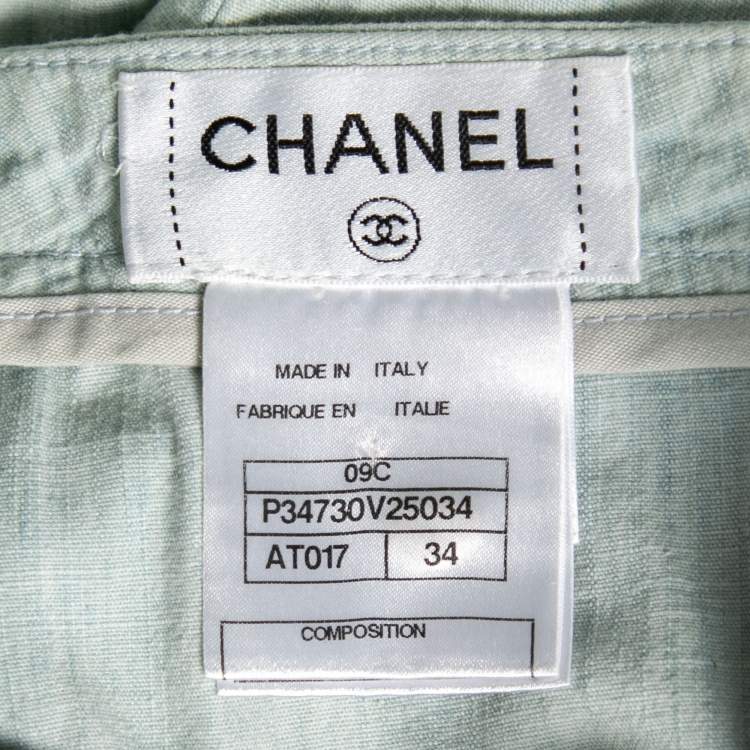 CHANEL
MADE IN ITALY
FABRIQUE EN ITALIE
09C
P34730V25034
AT017 34
COMPOSITION